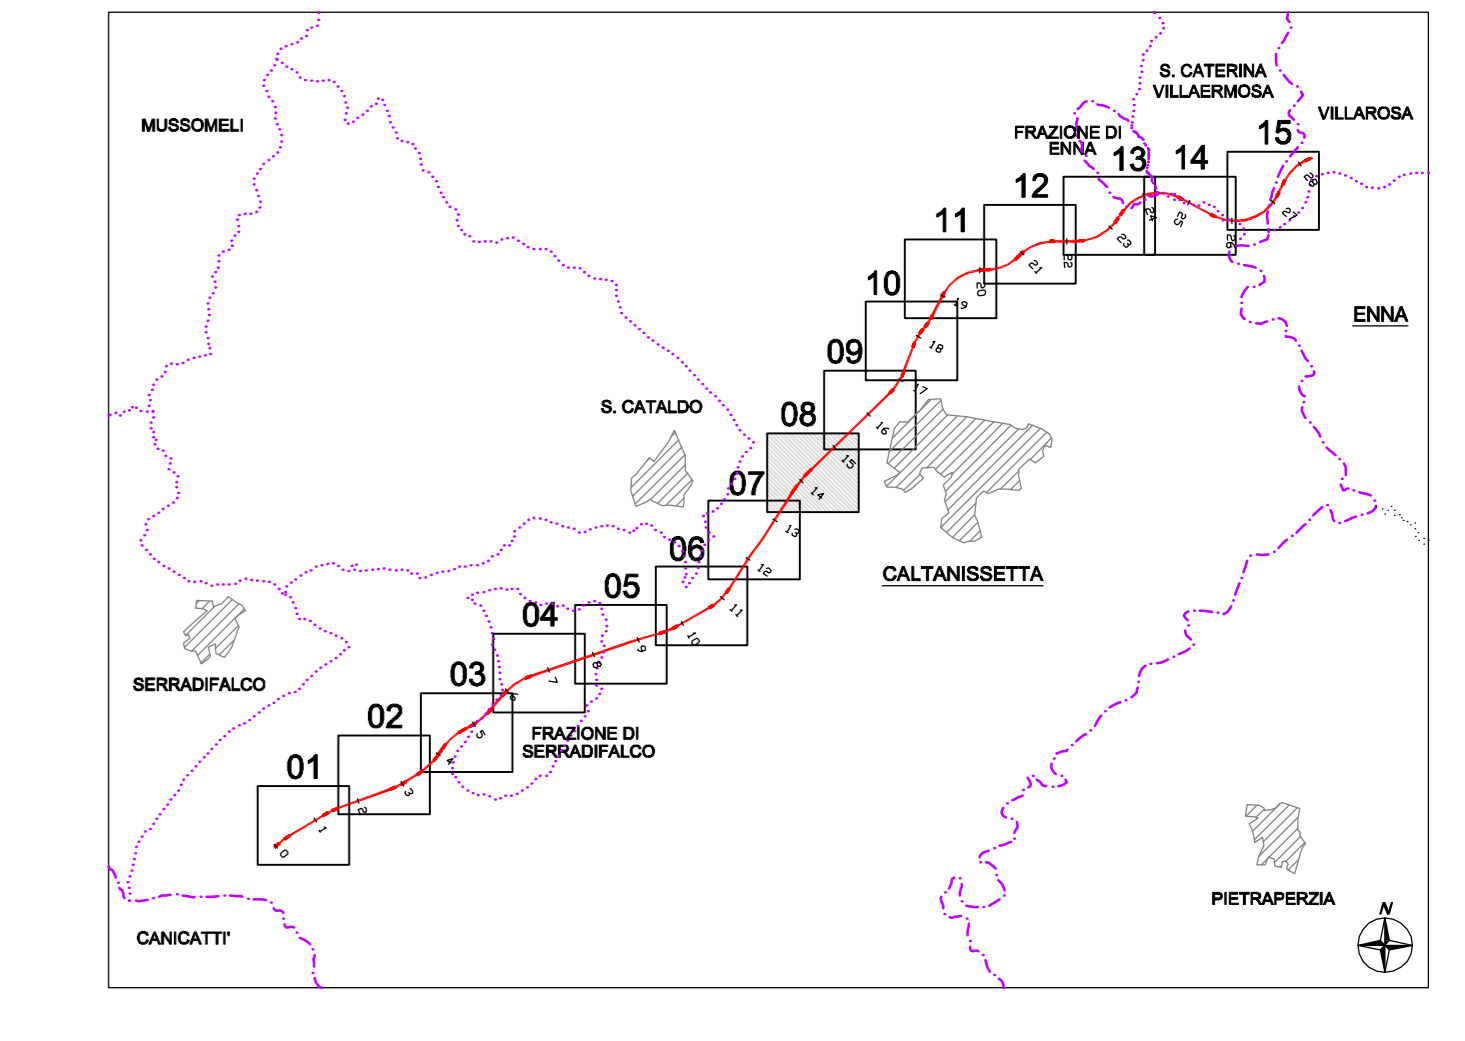 S. CATERINA
VILLAERMOSA
MUSSOMELI
VILLAROSA
FRAZIONE DI
ENNA
15
13
14
12
11
10
ENNA
09
S. CATALDO
08
07
06
CALTANISSETTA
05
04
03
SERRADIFALCO
02
FRAZIONE DI
SERRADIFALCO
01
PIETRAPERZIA
CANICATTI'
N
0
1
2
3
4
5
6
7
8
9
10
11
12
13
14
15
16
17
18
19
20
21
22
23
24
25
26
27
28